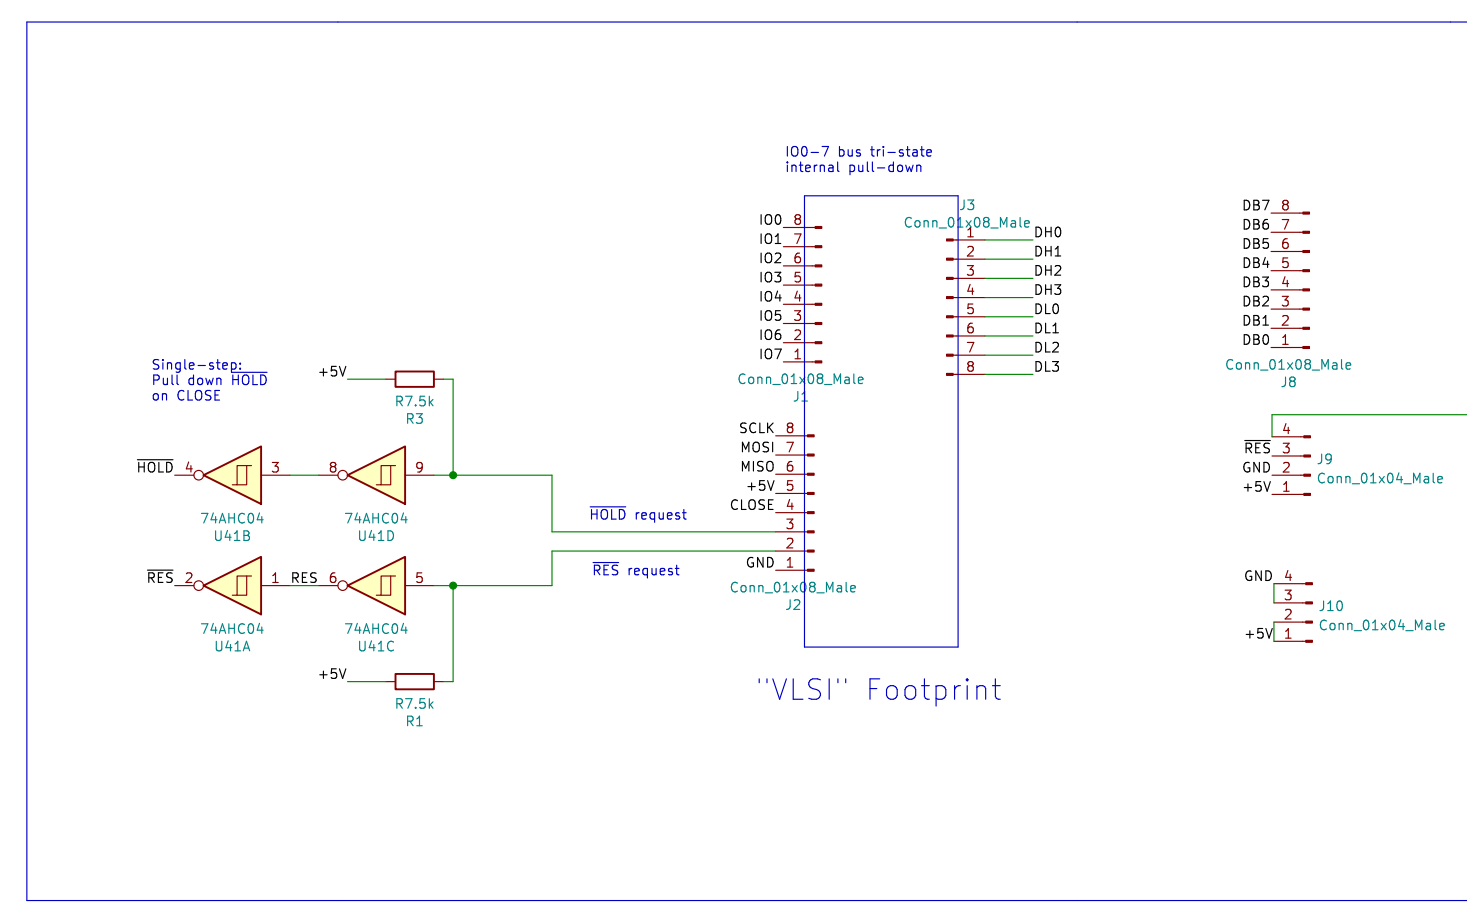 IO0-7 bus tri-state
internal pull-down
J3
Conn_01x08_Male
IO0 8
IO1 7
IO2 6
IO3 5
IO4 4
IO5 3
IO6 2
IO7 1
Conn_01x08_Male
J1
1 DH0
2 DH1
3 DH2
4 DH3
5 DL0
6 DL1
7 DL2
8 DL3
DB7 8
DB6 7
DB5 6
DB4 5
DB3 4
DB2 3
DB1 2
DB0 1
Conn_01x08_Male
J8
Single-step:
Pull down HOLD
on CLOSE
+5V
R7.5k
R3
HOLD 4
3
8
9
74AHC04
U41B
74AHC04
U41D
HOLD request
RES request
RES 2
1
RES 6
5
74AHC04
U41A
74AHC04
U41C
+5V
R7.5k
R1
SCLK 8
MOSI 7
MISO 6
+5V 5
CLOSE 4
3
2
GND 1
Conn_01x08_Male
J2
"VLSI" Footprint
4
RES 3
GND 2
+5V 1
J9
Conn_01x04_Male
GND 4
3
2
+5V 1
J10
Conn_01x04_Male